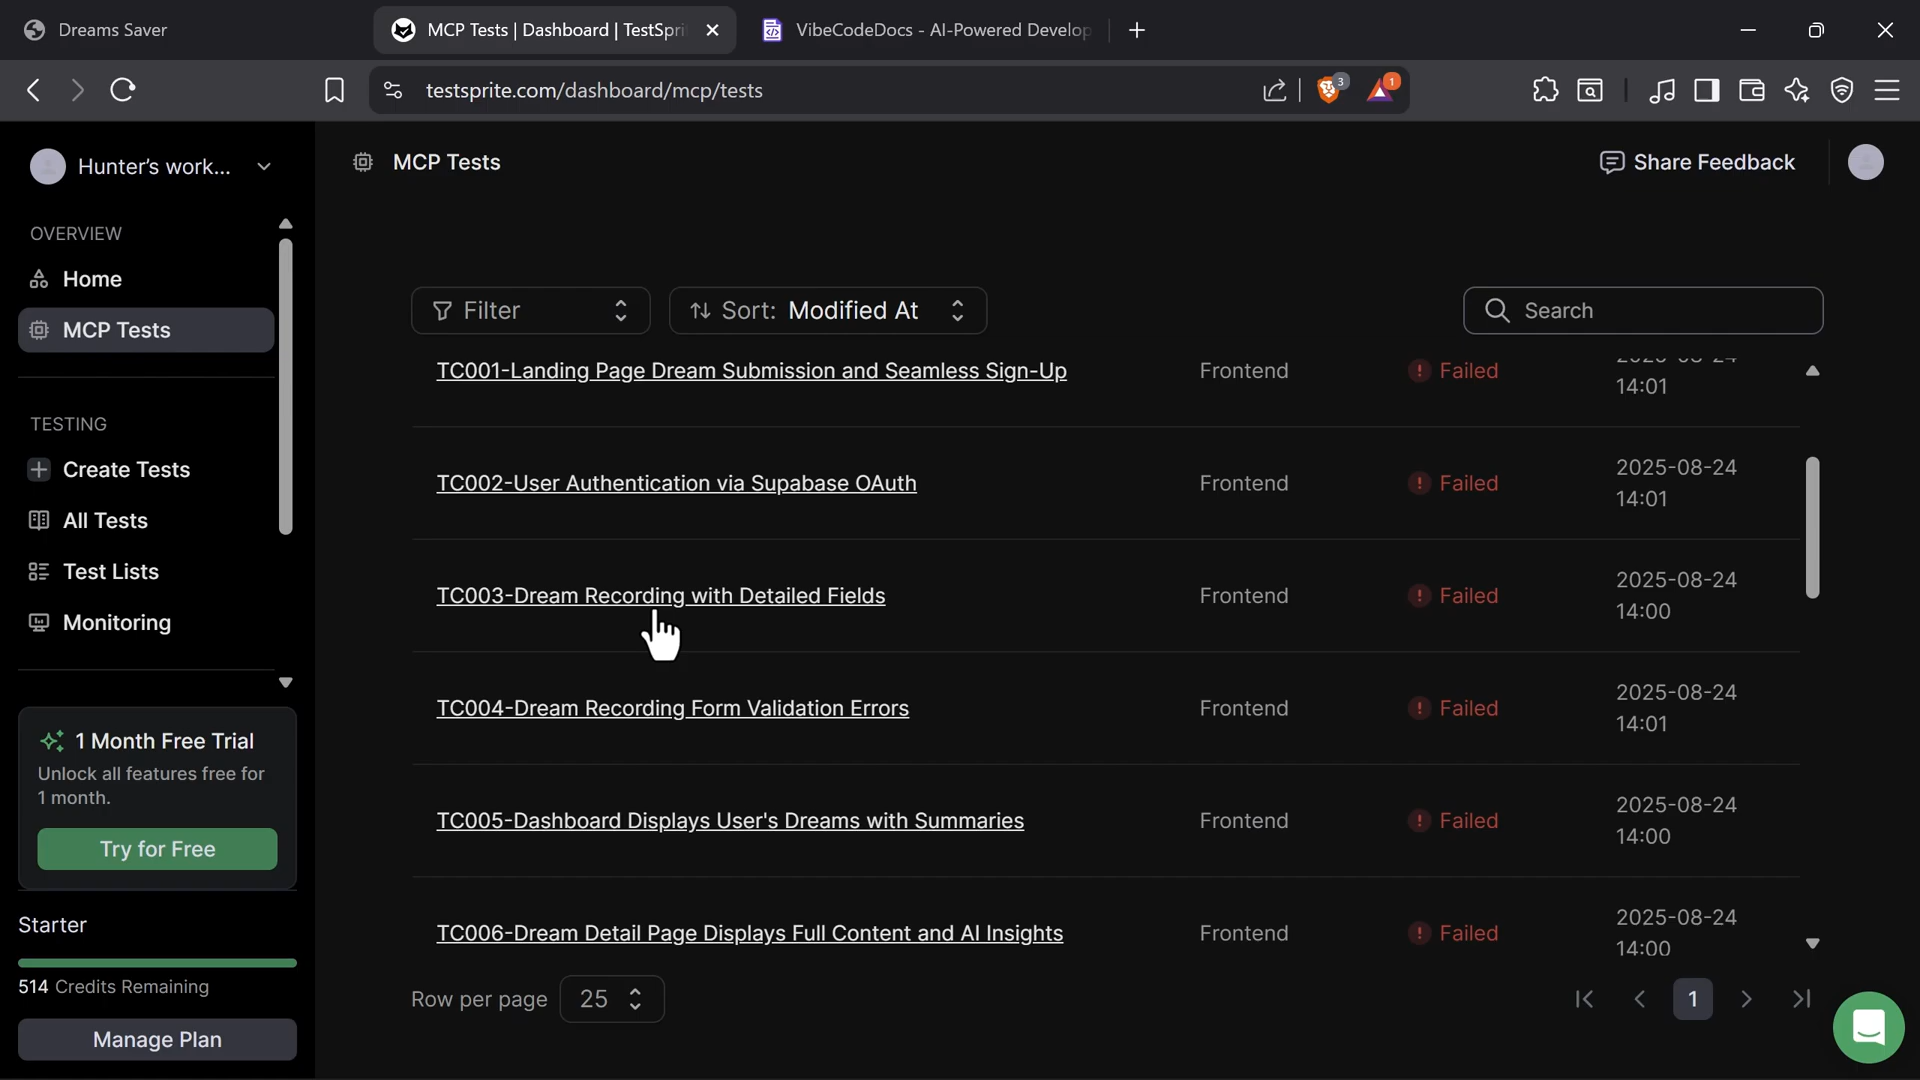 Dreams Saver
MCP Tests | Dashboard | TestSpri
VibeCodeDocs - AI-Powered Develop
testsprite.com/dashboard/mcp/tests
3
1
Hunter's work...
MCP Tests
Share Feedback
OVERVIEW
Home
MCP Tests
TESTING
Create Tests
All Tests
Test Lists
Monitoring
1 Month Free Trial
Unlock all features free for
1 month.
Try for Free
Starter
514 Credits Remaining
Manage Plan
Filter
Sort: Modified At
Search
TC001-Landing Page Dream Submission and Seamless Sign-Up Frontend Failed 2025-08-24
14:01
TC002-User Authentication via Supabase OAuth Frontend Failed 2025-08-24
14:01
TC003-Dream Recording with Detailed Fields Frontend Failed 2025-08-24
14:00
TC004-Dream Recording Form Validation Errors Frontend Failed 2025-08-24
14:01
TC005-Dashboard Displays User's Dreams with Summaries Frontend Failed 2025-08-24
14:00
TC006-Dream Detail Page Displays Full Content and AI Insights Frontend Failed 2025-08-24
14:00
Row per page 25
1